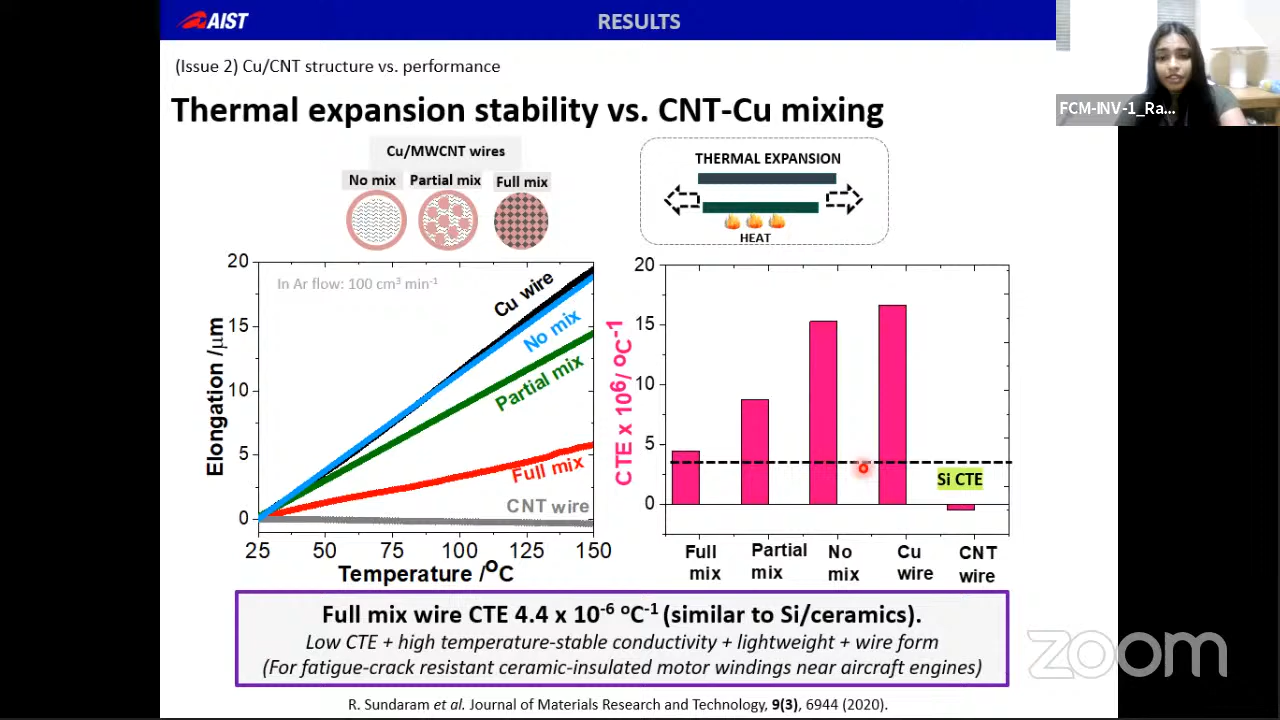 AIST
RESULTS
(Issue 2) Cu/CNT structure vs. performance
Thermal expansion stability vs. CNT-Cu mixing
FCM-INV-1_Ra...
Cu/MWCNT wires
No mix
Partial mix
Full mix
THERMAL EXPANSION
HEAT
In Ar flow: 100 cm³ min⁻¹
Elongation /μm
20
15
10
5
0
Cu wire
No mix
Partial mix
Full mix
CNT wire
25
50
75
100
125
150
Temperature /ºC
CTE x 10⁶/ ºC⁻¹
20
15
10
5
0
Si CTE
Full mix
Partial mix
No mix
Cu wire
CNT wire
Full mix wire CTE 4.4 x 10⁻⁶ ºC⁻¹ (similar to Si/ceramics).
Low CTE + high temperature-stable conductivity + lightweight + wire form
(For fatigue-crack resistant ceramic-insulated motor windings near aircraft engines)
R. Sundaram et al. Journal of Materials Research and Technology, 9(3), 6944 (2020).
zoom